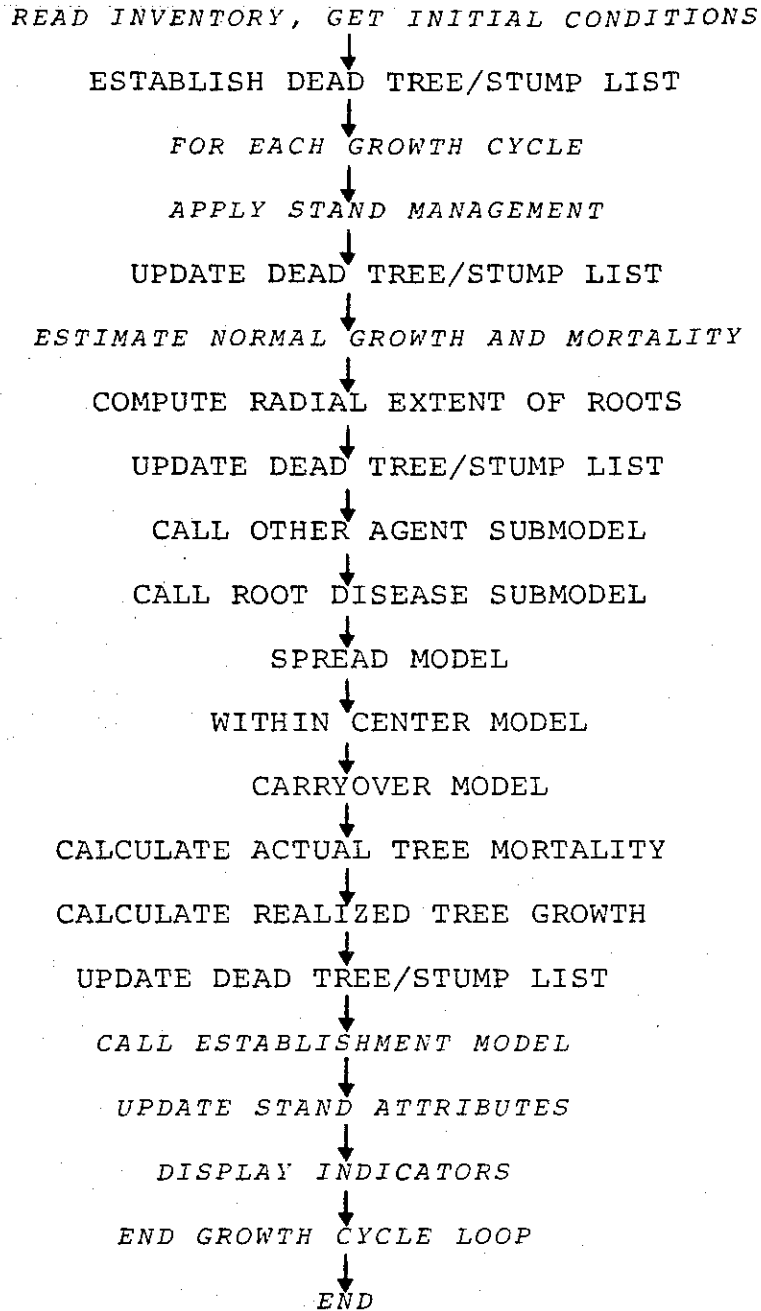 READ INVENTORY, GET INITIAL CONDITIONS
ESTABLISH DEAD TREE/STUMP LIST
FOR EACH GROWTH CYCLE
APPLY STAND MANAGEMENT
UPDATE DEAD TREE/STUMP LIST
ESTIMATE NORMAL GROWTH AND MORTALITY
COMPUTE RADIAL EXTENT OF ROOTS
UPDATE DEAD TREE/STUMP LIST
CALL OTHER AGENT SUBMODEL
CALL ROOT DISEASE SUBMODEL
SPREAD MODEL
WITHIN CENTER MODEL
CARRYOVER MODEL
CALCULATE ACTUAL TREE MORTALITY
CALCULATE REALIZED TREE GROWTH
UPDATE DEAD TREE/STUMP LIST
CALL ESTABLISHMENT MODEL
UPDATE STAND ATTRIBUTES
DISPLAY INDICATORS
END GROWTH CYCLE LOOP
END